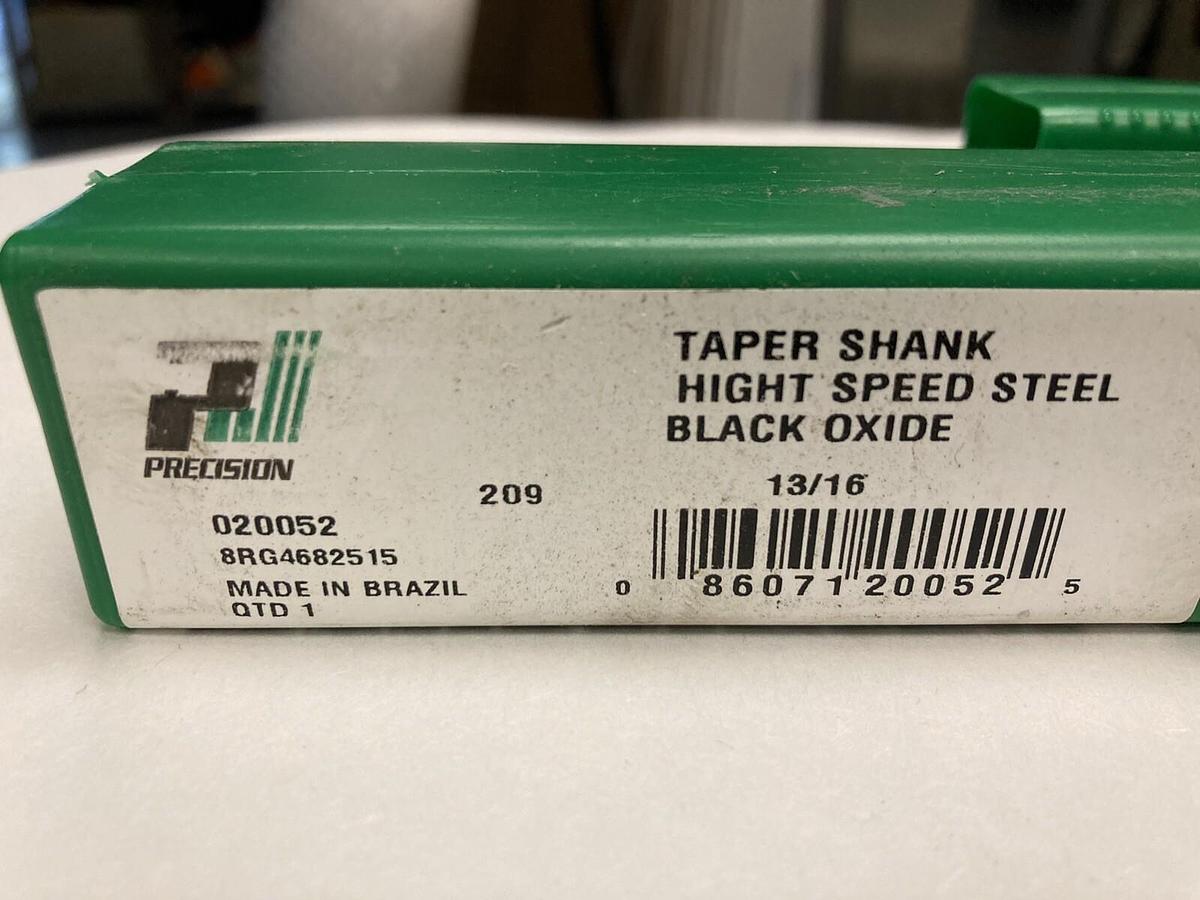 PRECISION
TAPER SHANK
HIGHT SPEED STEEL
BLACK OXIDE
209
13/16
020052
8RG4682515
MADE IN BRAZIL
QTD 1
0 86071 20052 5